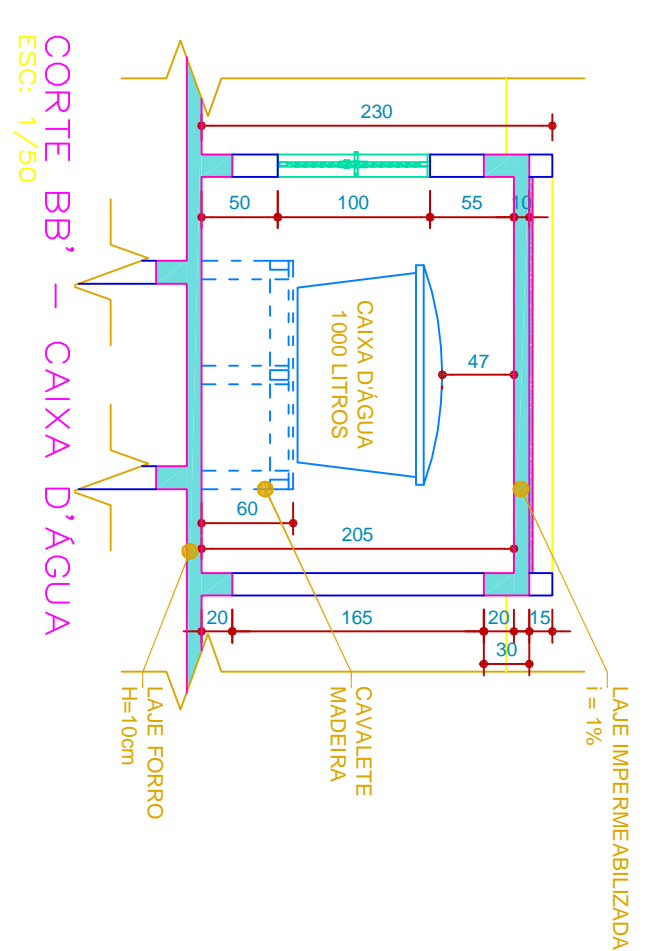 230
50
100
55
10
CAIXA D'ÁGUA
1000 LITROS
47
60
205
20
165
20
15
30
LAJE IMPERMEABILIZADA
i = 1%
CAVALETE
MADEIRA
LAJE FORRO
H=10cm
CORTE BB' – CAIXA D'ÁGUA
ESC: 1/50